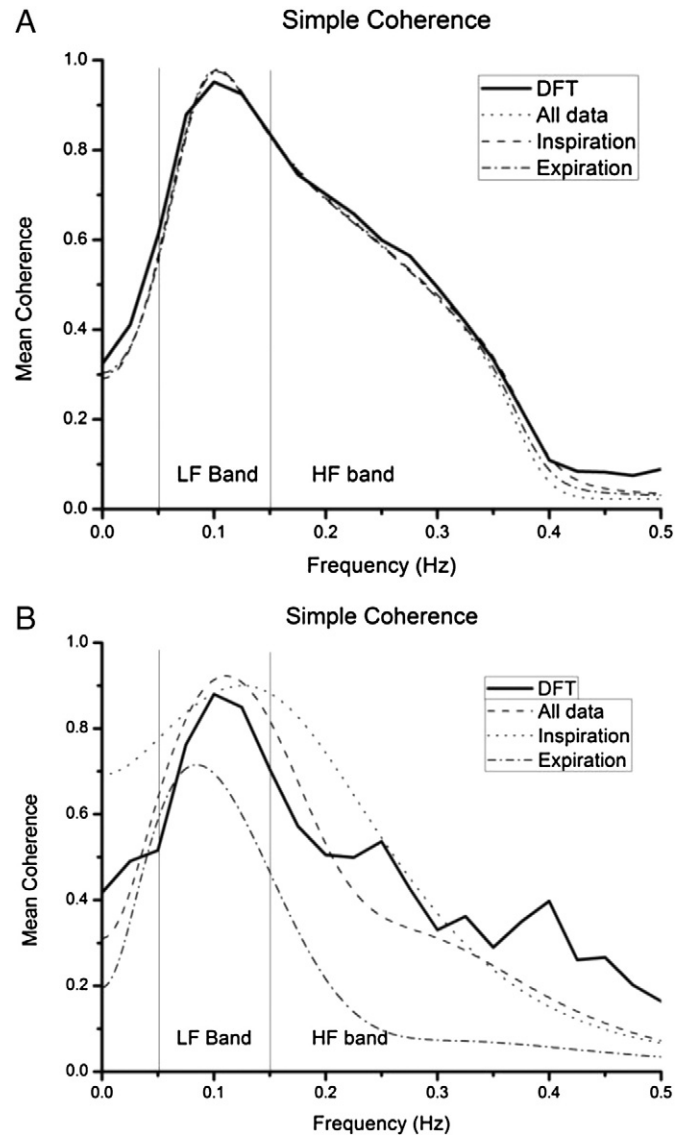 A
Simple Coherence
1.0
0.8
0.6
0.4
0.2
0.0
Mean Coherence
DFT
All data
Inspiration
Expiration
LF Band
HF band
0.0 0.1 0.2 0.3 0.4 0.5
Frequency (Hz)
B
Simple Coherence
1.0
0.8
0.6
0.4
0.2
0.0
Mean Coherence
DFT
All data
Inspiration
Expiration
LF Band
HF band
0.0 0.1 0.2 0.3 0.4 0.5
Frequency (Hz)